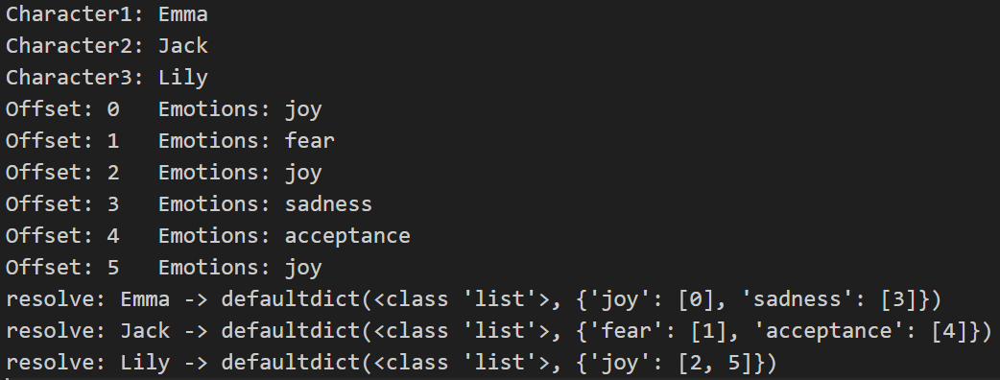 Character1: Emma
Character2: Jack
Character3: Lily
Offset: 0   Emotions: joy
Offset: 1   Emotions: fear
Offset: 2   Emotions: joy
Offset: 3   Emotions: sadness
Offset: 4   Emotions: acceptance
Offset: 5   Emotions: joy
resolve: Emma -> defaultdict(<class 'list'>, {'joy': [0], 'sadness': [3]})
resolve: Jack -> defaultdict(<class 'list'>, {'fear': [1], 'acceptance': [4]})
resolve: Lily -> defaultdict(<class 'list'>, {'joy': [2, 5]})